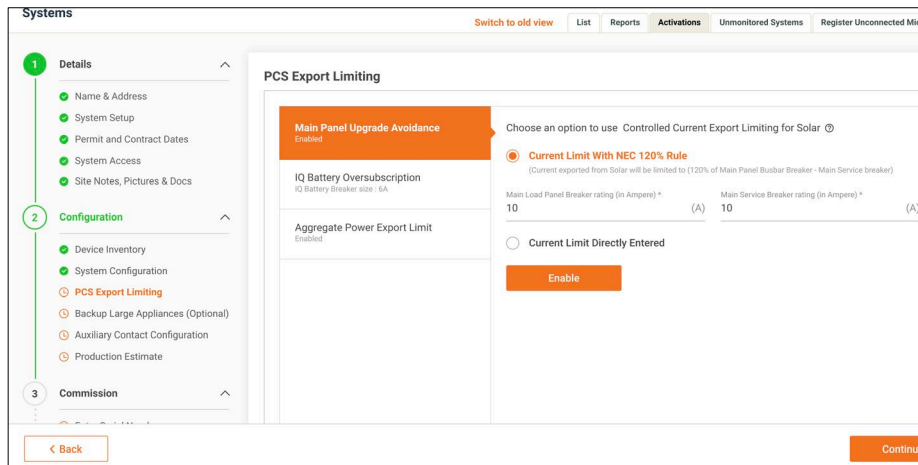 Systems
Switch to old view
List
Reports
Activations
Unmonitored Systems
Register Unconnected Mic
1
Details
Name & Address
System Setup
Permit and Contract Dates
System Access
Site Notes, Pictures & Docs
2
Configuration
Device Inventory
System Configuration
PCS Export Limiting
Backup Large Appliances (Optional)
Auxiliary Contact Configuration
Production Estimate
3
Commission
PCS Export Limiting
Main Panel Upgrade Avoidance
Enabled
IQ Battery Oversubscription
IQ Battery Breaker size : 6A
Aggregate Power Export Limit
Enabled
Choose an option to use Controlled Current Export Limiting for Solar
Current Limit With NEC 120% Rule
(Current exported from Solar will be limited to (120% of Main Panel Busbar Breaker - Main Service breaker)
Main Load Panel Breaker rating (in Ampere) *
10 (A)
Main Service Breaker rating (in Ampere) *
10 (A)
Current Limit Directly Entered
Enable
< Back
Continu